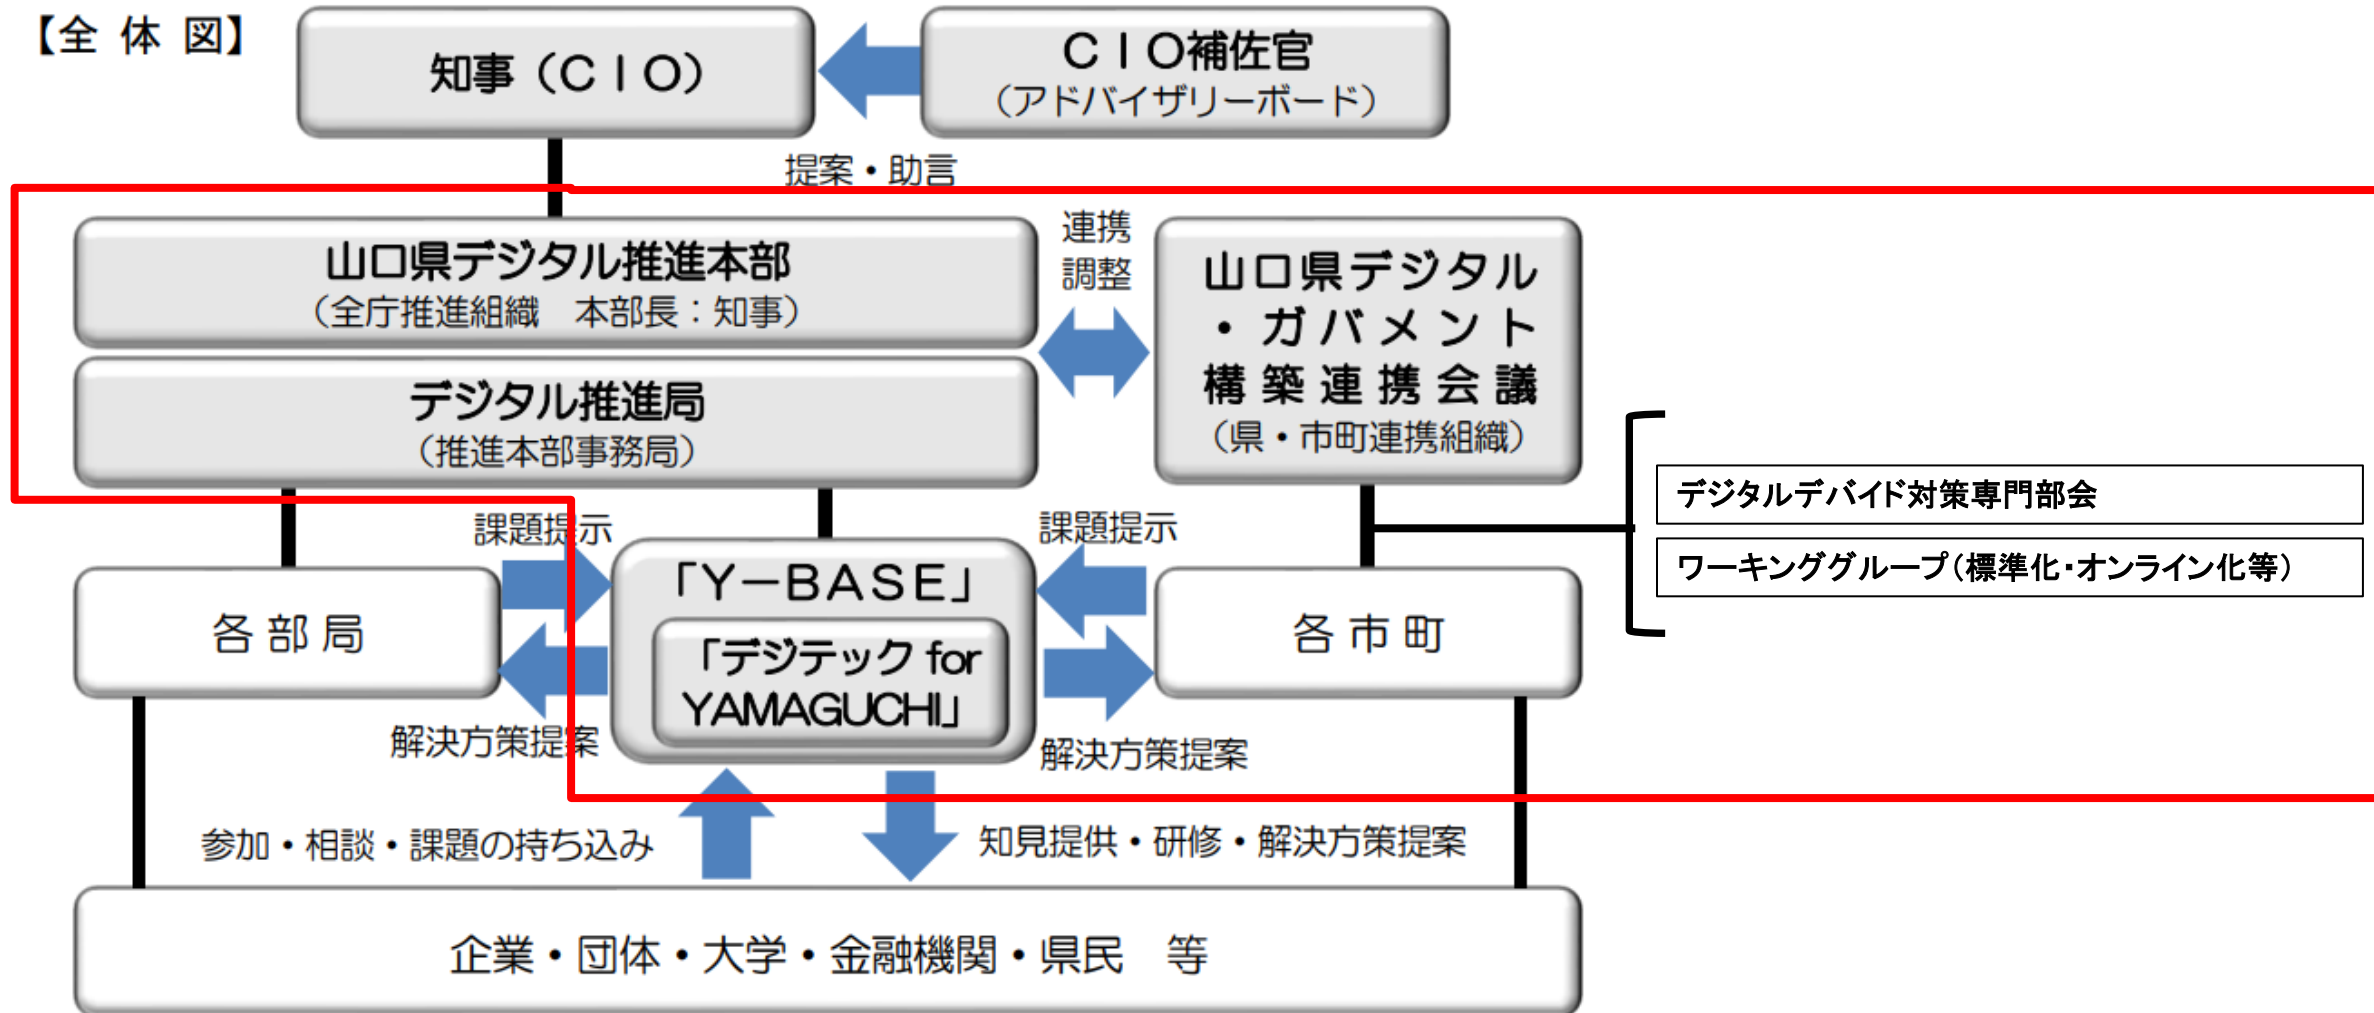 【全 体 図】
知事（ＣＩＯ）
ＣＩＯ補佐官
（アドバイザリーボード）
提案・助言
山口県デジタル推進本部
（全庁推進組織　本部長：知事）
連携
調整
山口県デジタル
・ガバメント
構築連携会議
（県・市町連携組織）
デジタル推進局
（推進本部事務局）
デジタルデバイド対策専門部会
ワーキンググループ（標準化・オンライン化等）
課題提示
課題提示
各部局
「Ｙ－ＢＡＳＥ」
「デジテック for
YAMAGUCHI」
各市町
解決方策提案
解決方策提案
参加・相談・課題の持ち込み
知見提供・研修・解決方策提案
企業・団体・大学・金融機関・県民　等